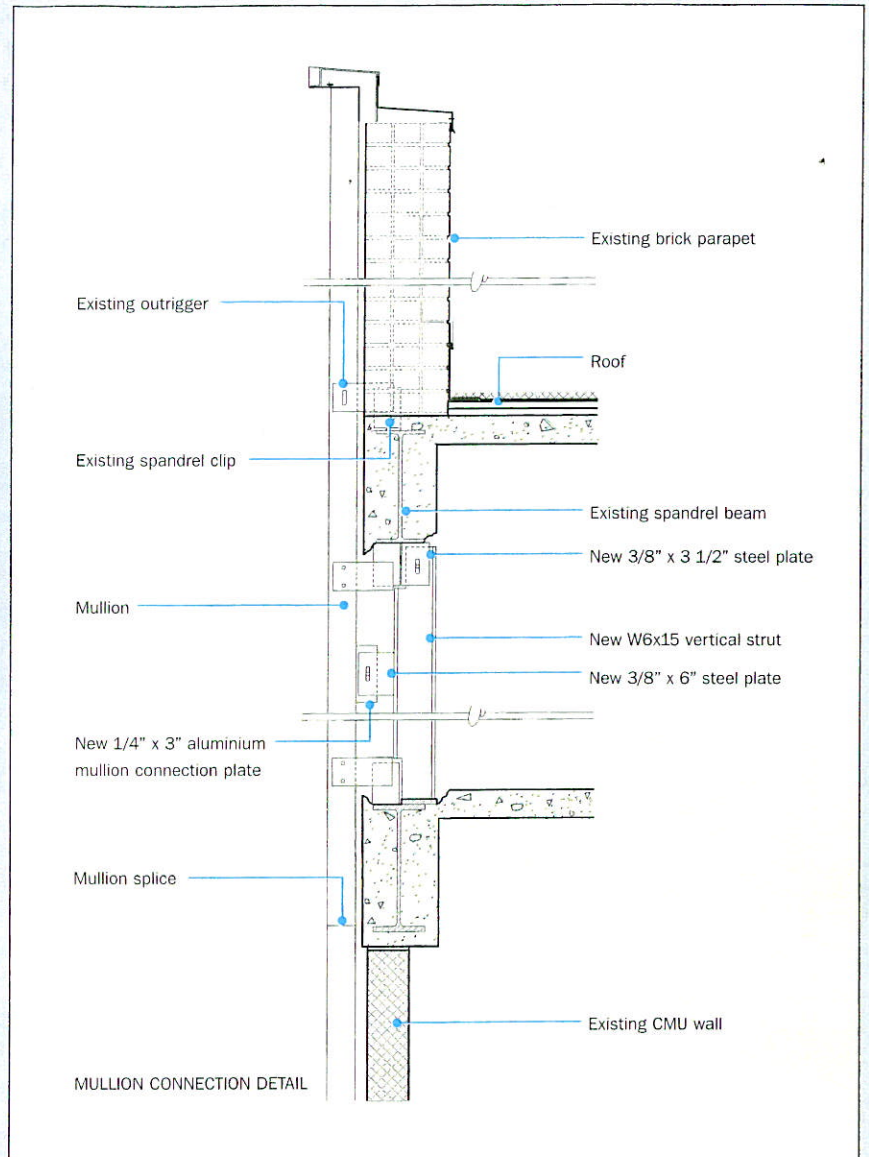 Existing brick parapet
Existing outrigger
Roof
Existing spandrel clip
Existing spandrel beam
New 3/8” x 3 1/2” steel plate
Mullion
New W6x15 vertical strut
New 3/8” x 6” steel plate
New 1/4” x 3” aluminium
mullion connection plate
Mullion splice
Existing CMU wall
MULLION CONNECTION DETAIL